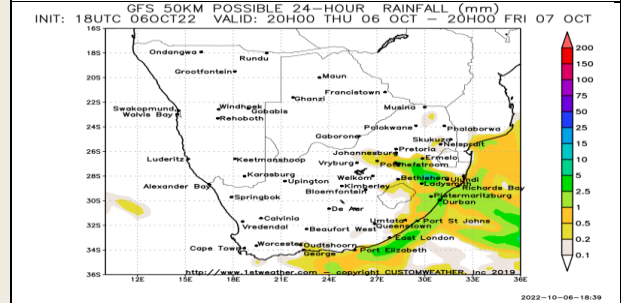 GFS 50KM POSSIBLE 24-HOUR RAINFALL (mm)
INIT: 18UTC 06OCT22 VALID: 20H00 THU 06 OCT - 20H00 FRI 07 OCT
16S
Ondangwa
Rundu
200
18S
150
Grootfontein
100
20S
Maun
75
Francistown
22S
Ghanzi
50
Swakopmund
Windhoek
Gobabis
Musina
Walvis Bay
Rehoboth
25
24S
Polokwane
Phalaborwa
15
Gaborone
Skukuza
26S
Pretoria
Nelspruit
Johannesburg
10
Luderitz
Keetmanshoop
Vryburg
Potchefstroom
Ermelo
5
28S
Karasburg
Upington
Welkom
Bethlehem
Ulundi
Alexander Bay
Kimberley
Ladysmith
Richards Bay
2.5
Bloemfontein
30S
Springbok
Pietermaritzburg
1
De Aar
Durban
0.5
Calvinia
Umtata
Port St Johns
32S
Vredendal
Beaufort West
Queenstown
0.2
East London
34S
Cape Town
Worcester
Oudtshoorn
0.1
George
Port Elizabeth
36S
http://www.1stweather.com - copyright CUSTOMWEATHER, Inc 2019
12E 15E 18E 21E 24E 27E 30E 33E 36E
2022-10-06-18:39